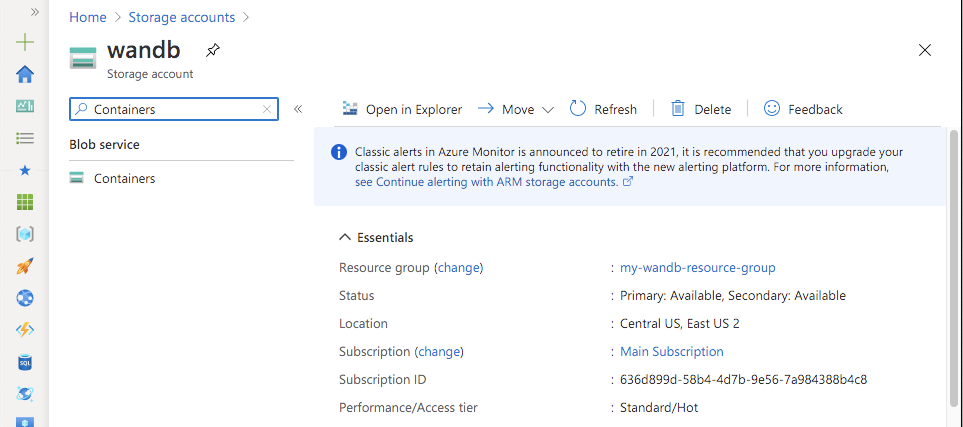 Home > Storage accounts >
wandb
Storage account
Containers
Blob service
Containers
Open in Explorer Move Refresh Delete Feedback
Classic alerts in Azure Monitor is announced to retire in 2021, it is recommended that you upgrade your
classic alert rules to retain alerting functionality with the new alerting platform. For more information,
see Continue alerting with ARM storage accounts.
Essentials
Resource group (change) : my-wandb-resource-group
Status : Primary: Available, Secondary: Available
Location : Central US, East US 2
Subscription (change) : Main Subscription
Subscription ID : 636d899d-58b4-4d7b-9e56-7a984388b4c8
Performance/Access tier : Standard/Hot
SQL